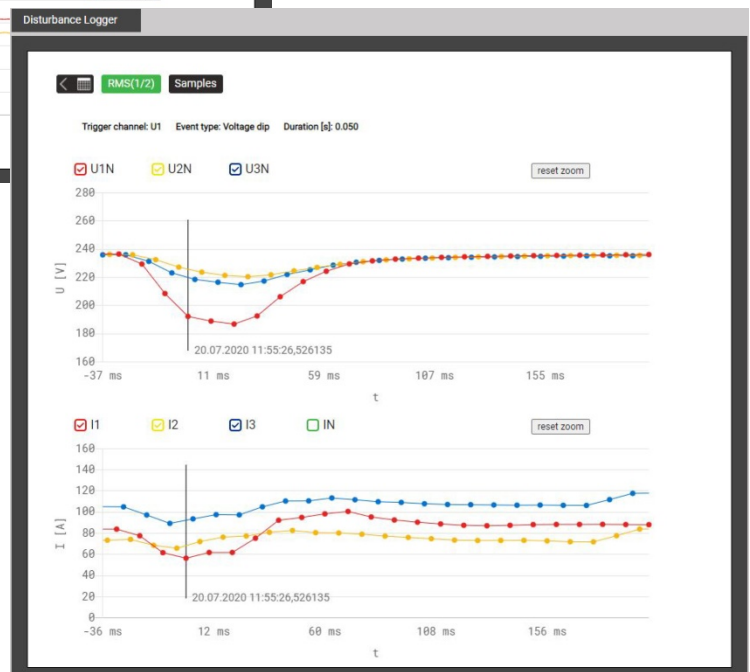 Disturbance Logger
RMS(1/2) Samples
Trigger channel: U1 Event type: Voltage dip Duration [s]: 0.050
U1N U2N U3N reset zoom
280
260
240
220
200
180
160
U [V]
20.07.2020 11:55:26,526135
-37 ms 11 ms 59 ms 107 ms 155 ms
t
I1 I2 I3 IN reset zoom
160
140
120
100
80
60
40
20
0
I [A]
20.07.2020 11:55:26,526135
-36 ms 12 ms 60 ms 108 ms 156 ms
t